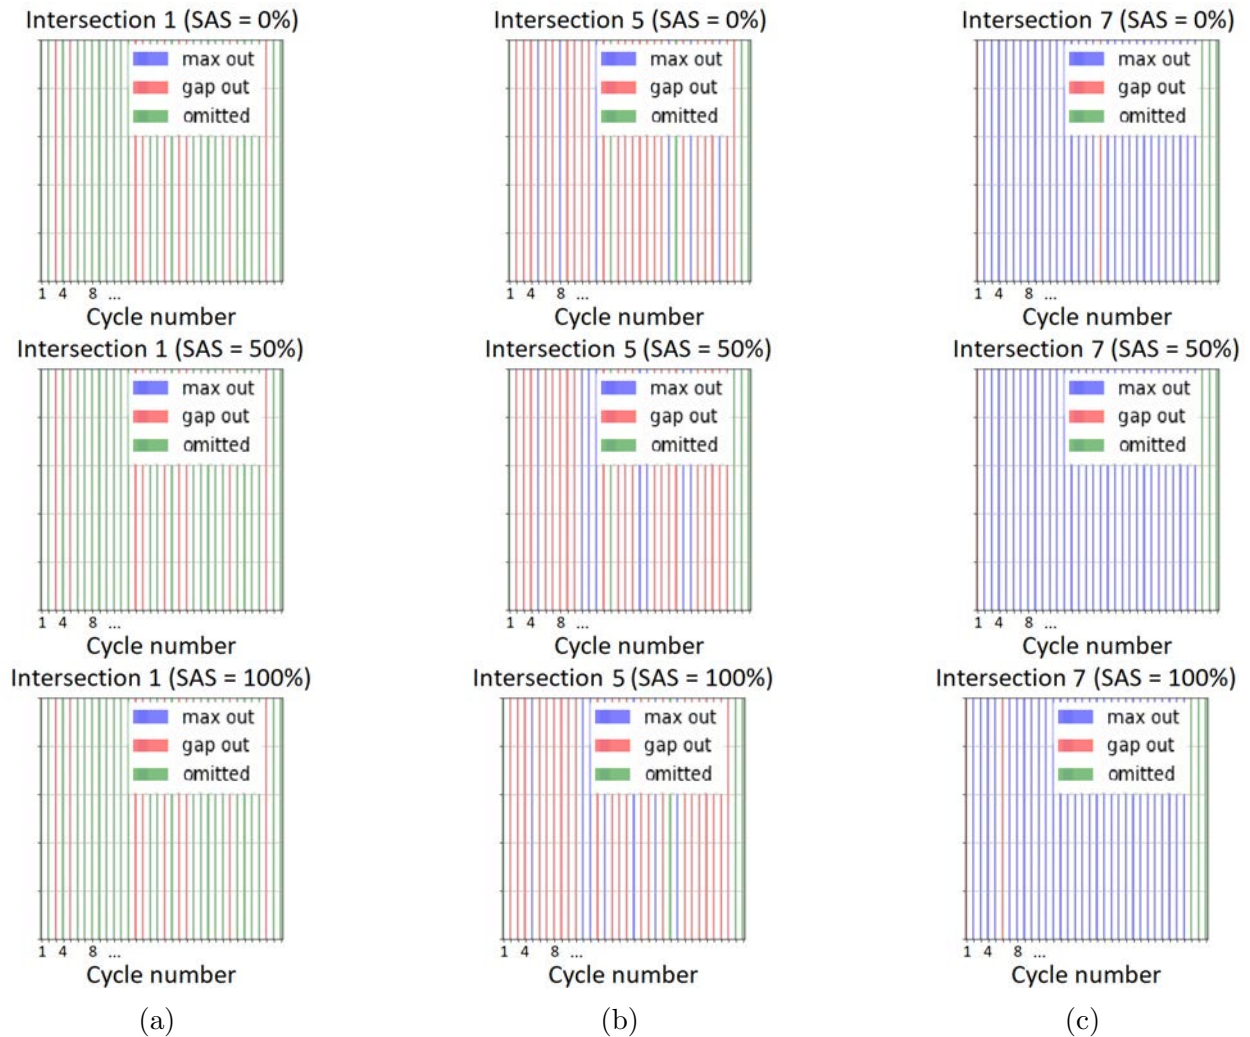 Intersection 1 (SAS = 0%)
max out
gap out
omitted
1 4 8 ...
Cycle number
Intersection 5 (SAS = 0%)
max out
gap out
omitted
1 4 8 ...
Cycle number
Intersection 7 (SAS = 0%)
max out
gap out
omitted
1 4 8 ...
Cycle number
Intersection 1 (SAS = 50%)
max out
gap out
omitted
1 4 8 ...
Cycle number
Intersection 5 (SAS = 50%)
max out
gap out
omitted
1 4 8 ...
Cycle number
Intersection 7 (SAS = 50%)
max out
gap out
omitted
1 4 8 ...
Cycle number
Intersection 1 (SAS = 100%)
max out
gap out
omitted
1 4 8 ...
Cycle number
Intersection 5 (SAS = 100%)
max out
gap out
omitted
1 4 8 ...
Cycle number
Intersection 7 (SAS = 100%)
max out
gap out
omitted
1 4 8 ...
Cycle number
(a)
(b)
(c)